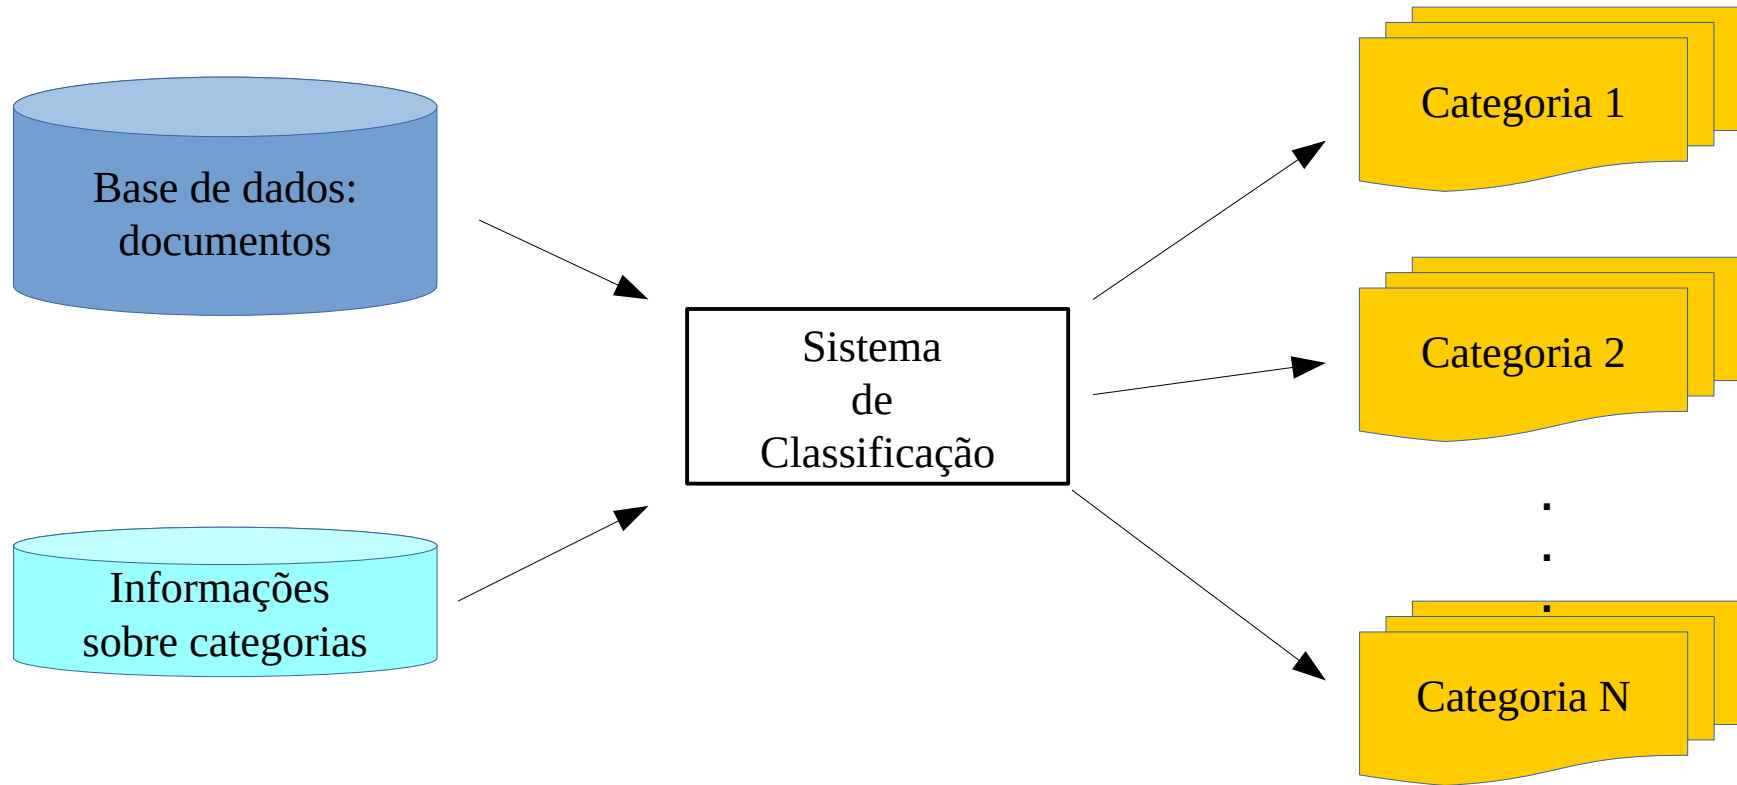 Base de dados:
documentos
Informações
sobre categorias
Sistema
de
Classificação
Categoria 1
Categoria 2
.
.
.
Categoria N